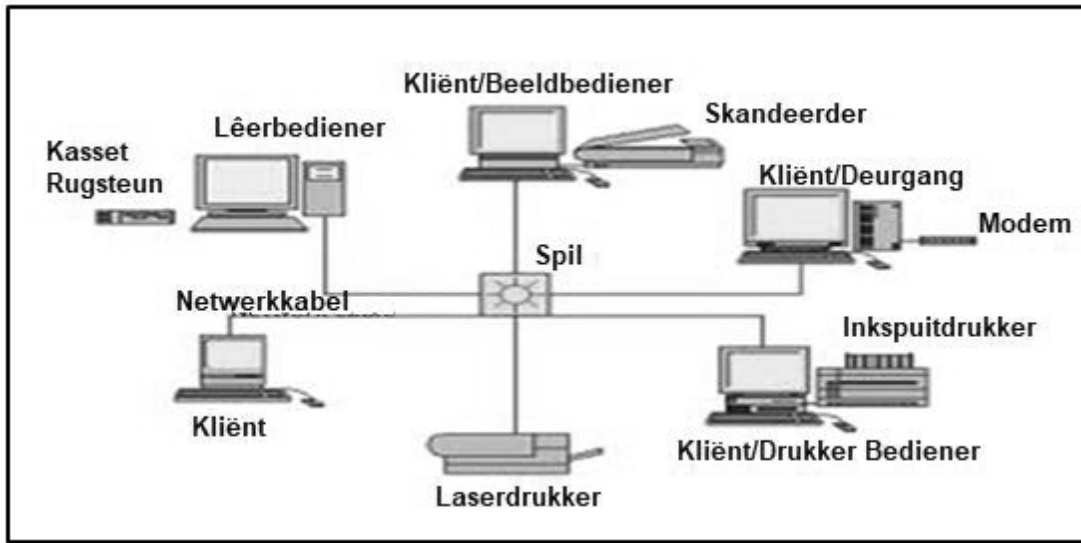 Kliënt/Beeldbediener
Skandeerder
Lêerbediener
Kasset
Rugsteun
Kliënt/Deurgang
Modem
Spil
Netwerkkabel
Inkspuitdrukker
Kliënt
Kliënt/Drukker Bediener
Laserdrukker